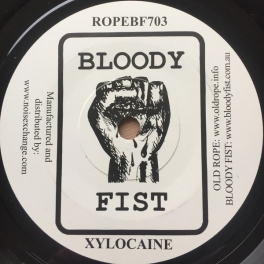 ROPEBF703
BLOODY
FIST
XYLOCAINE
Manufactured and
distributed by:
www.noisexchange.com
OLD ROPE: www.oldrope.info
BLOODY FIST: www.bloodyfist.com.au